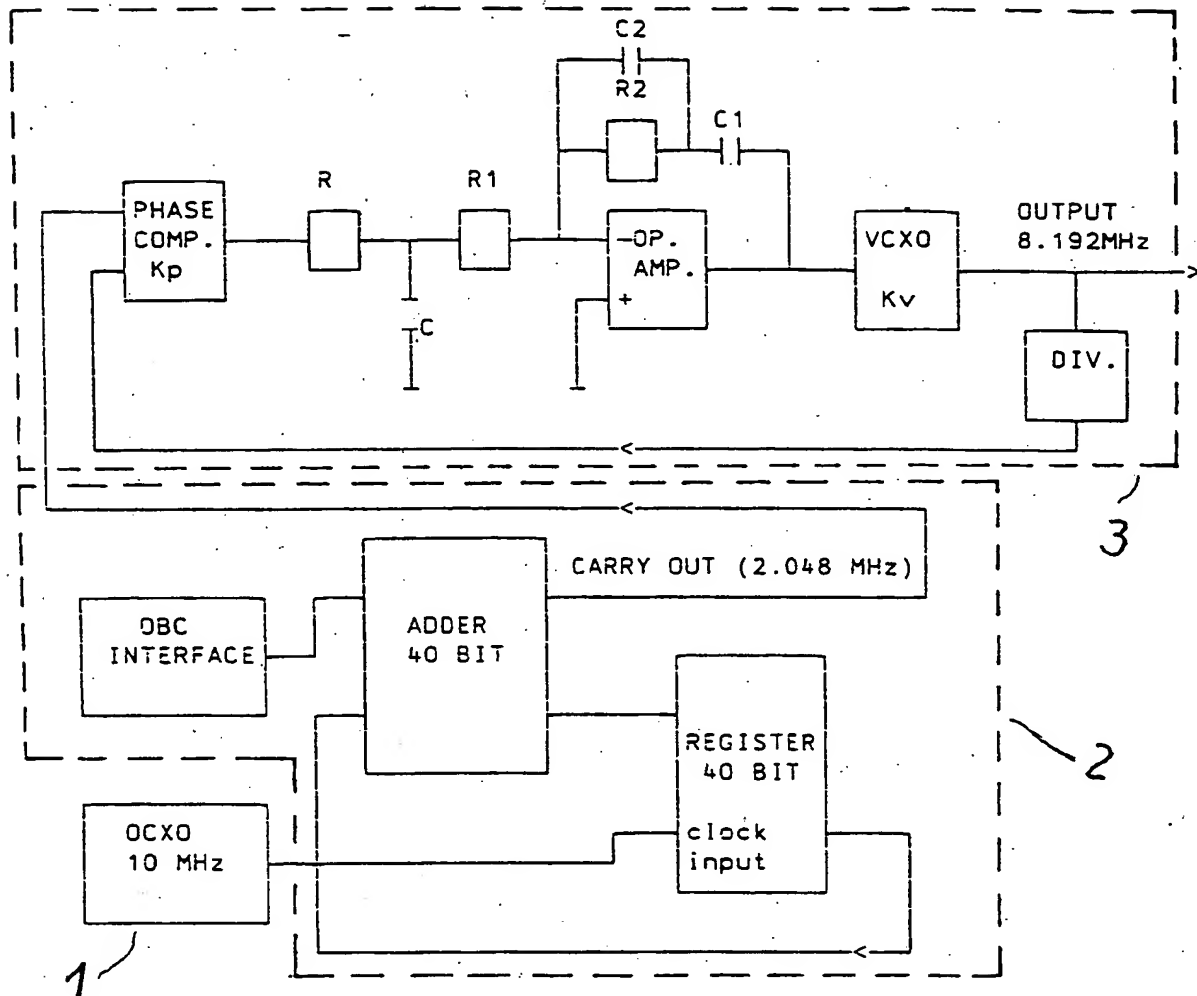 C2
R2
C1
R
R1
PHASE
COMP.
Kp
-OP.
AMP.
+
VCXO
Kv
OUTPUT
8.192MHz
C
DIV.
3
CARRY OUT (2.048 MHz)
OBC
INTERFACE
ADDER
40 BIT
REGISTER
40 BIT
clock
input
2
OCXO
10 MHz
1